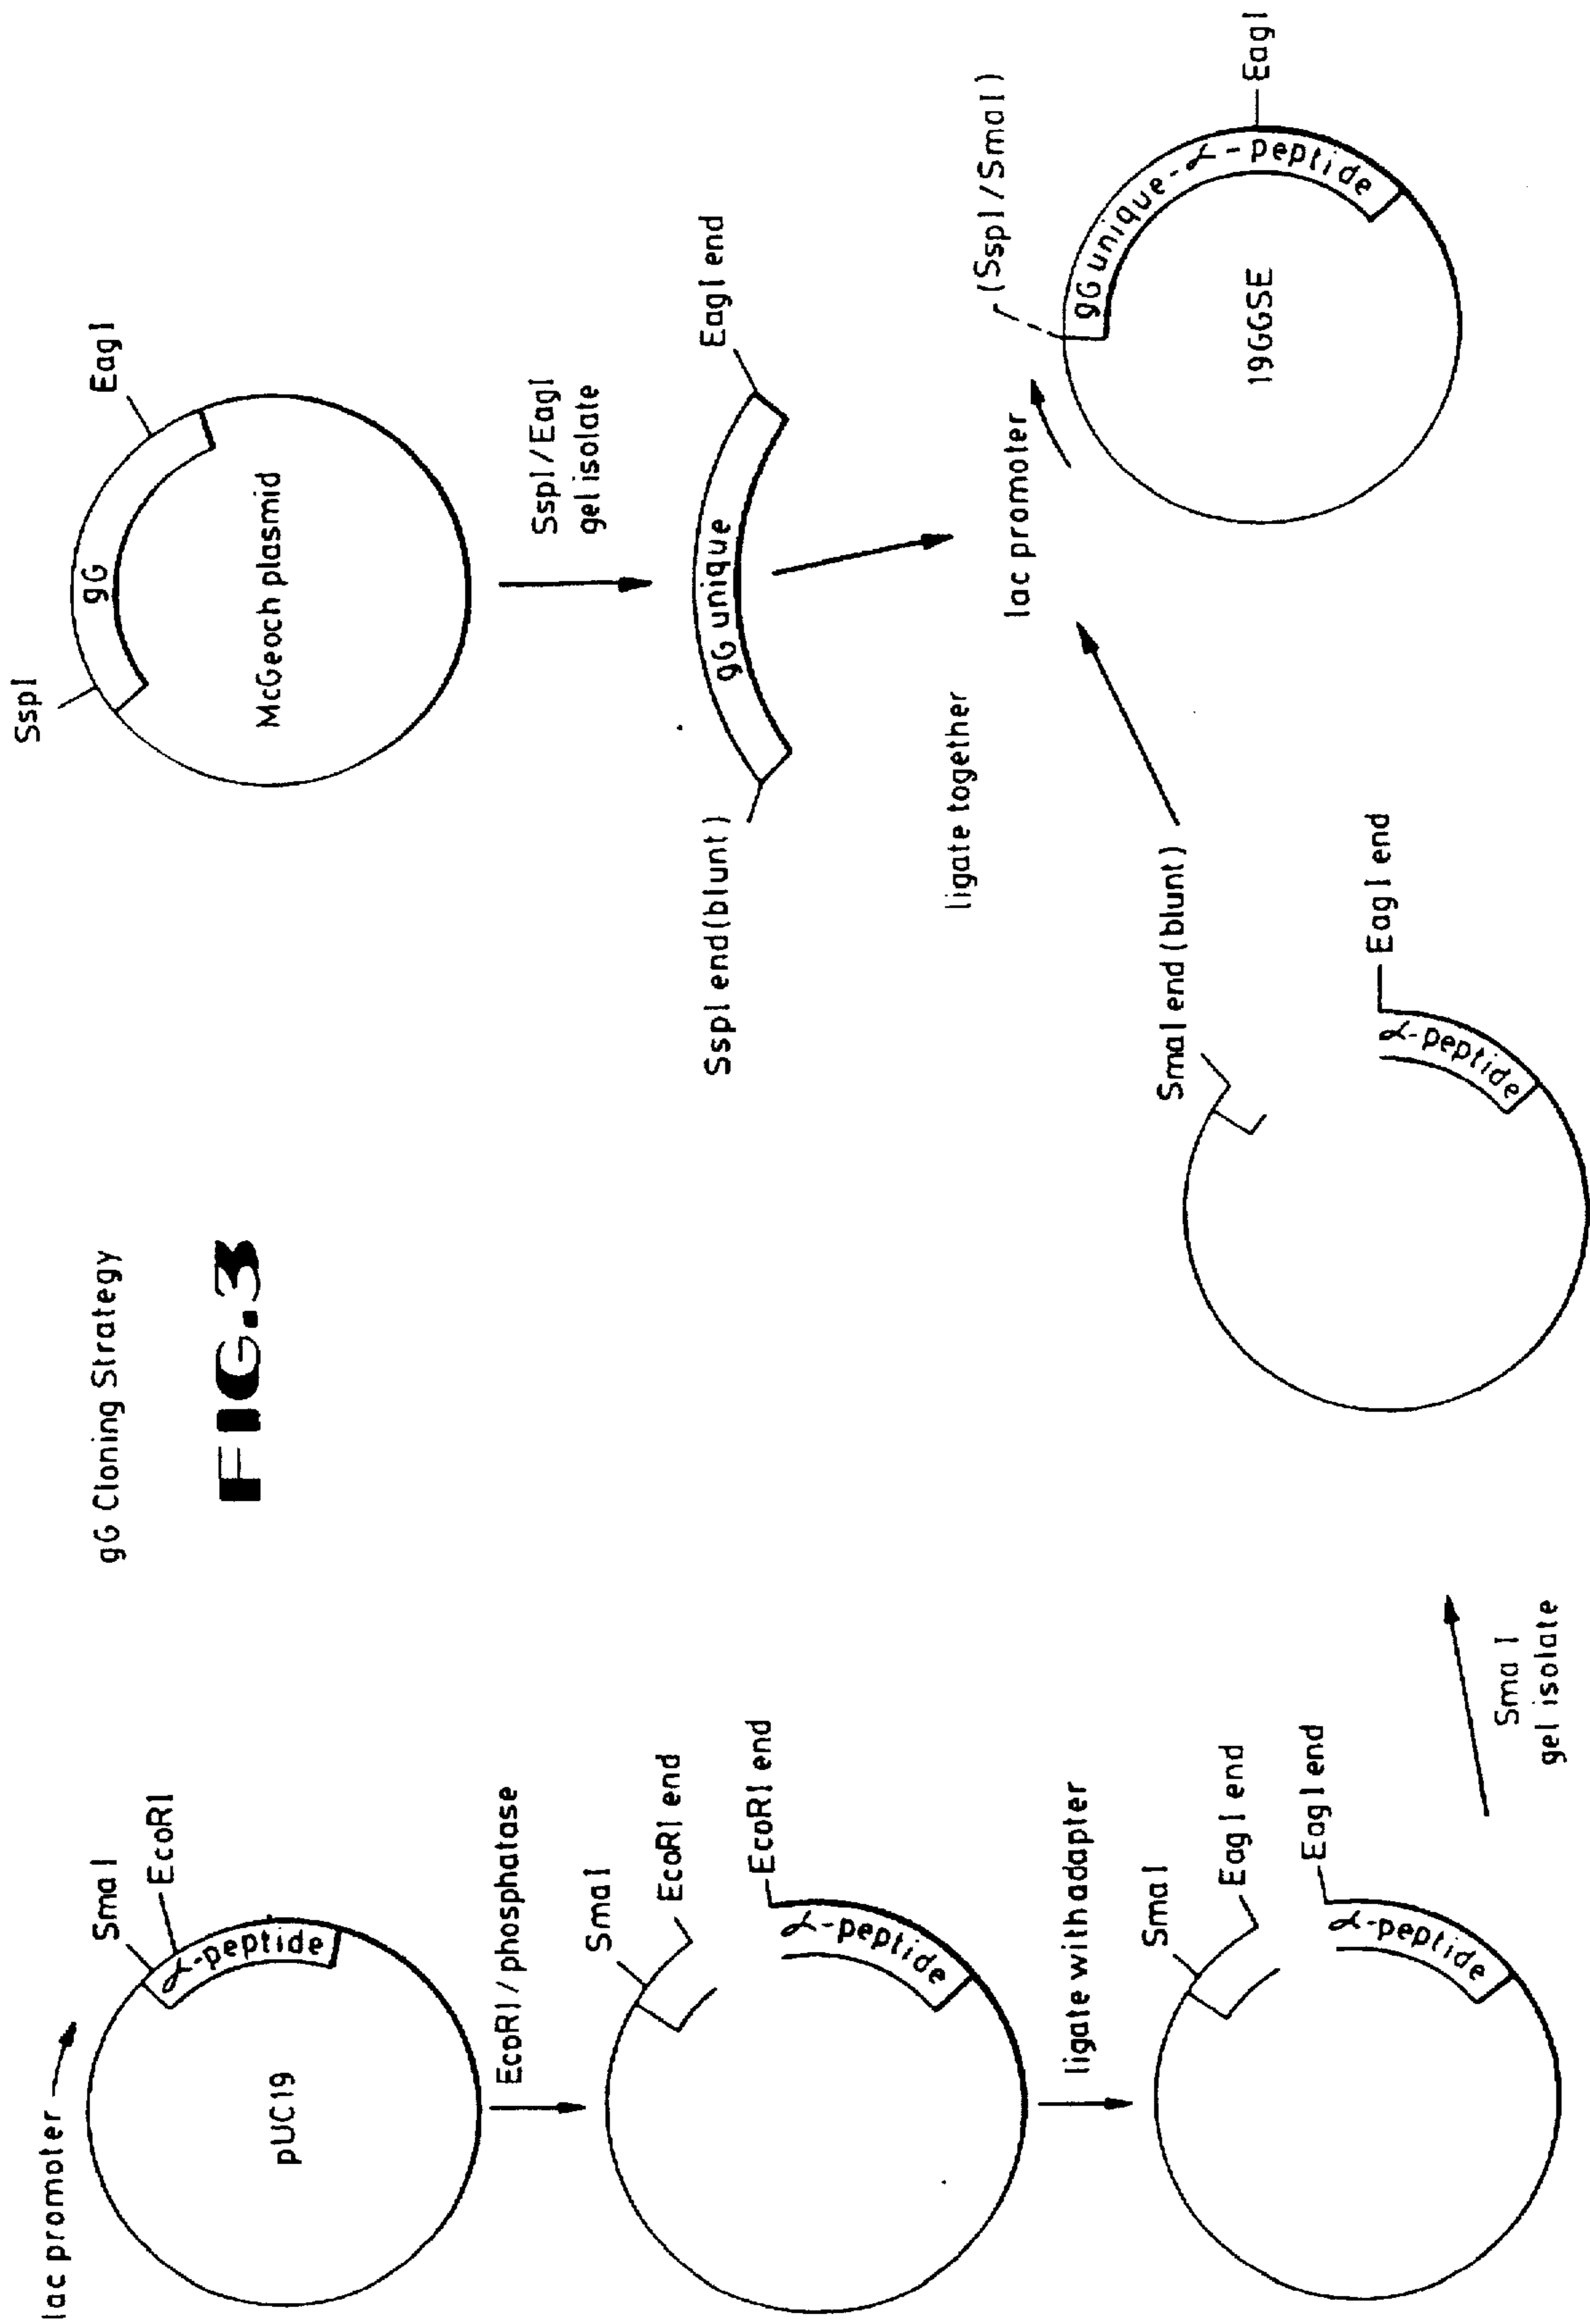 gG Cloning Strategy
FIG.3
lac promoter
SmaI
EcoRI
α-peptide
pUC19
EcoRI/phosphatase
SmaI
EcoRI end
EcoRI end
α-peptide
ligate with adapter
SmaI
EagI end
EagI end
α-peptide
Sma I
gel isolate
SmaI end (blunt)
EagI end
α-peptide
SspI
EagI
gG
McGeoch plasmid
SspI/EagI
gel isolate
SspI end(blunt)
EagI end
gG unique
ligate together
lac promoter
(SspI/SmaI)
gG unique-α-peptide
EagI
19GGSE